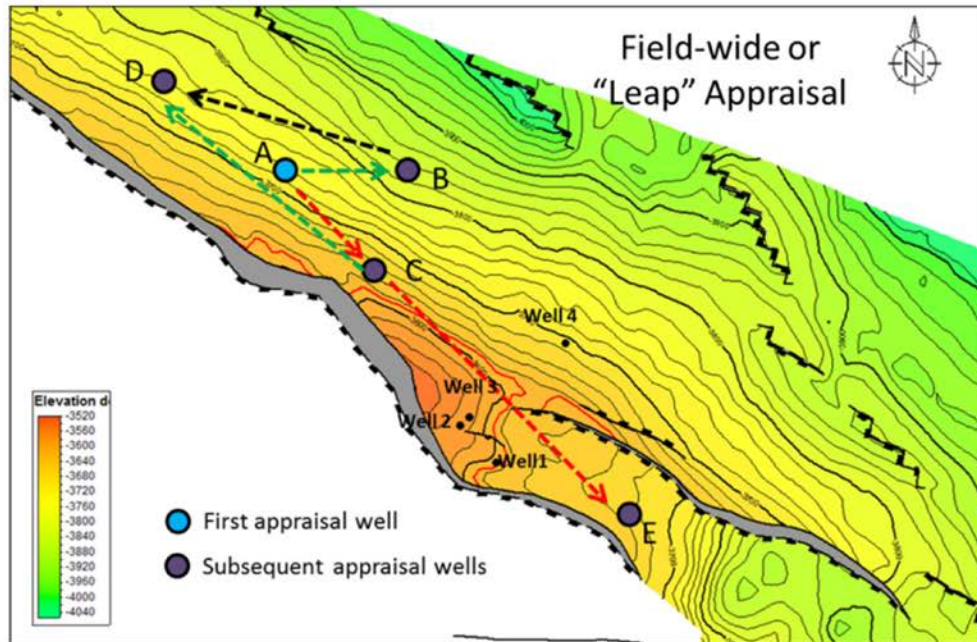 Field-wide or
“Leap” Appraisal
N
D
A
B
C
Well 4
Well 3
Well 2
Well1
E
Elevation d
-3520
-3560
-3600
-3640
-3680
-3720
-3760
-3800
-3840
-3880
-3920
-3960
-4000
-4040
First appraisal well
Subsequent appraisal wells